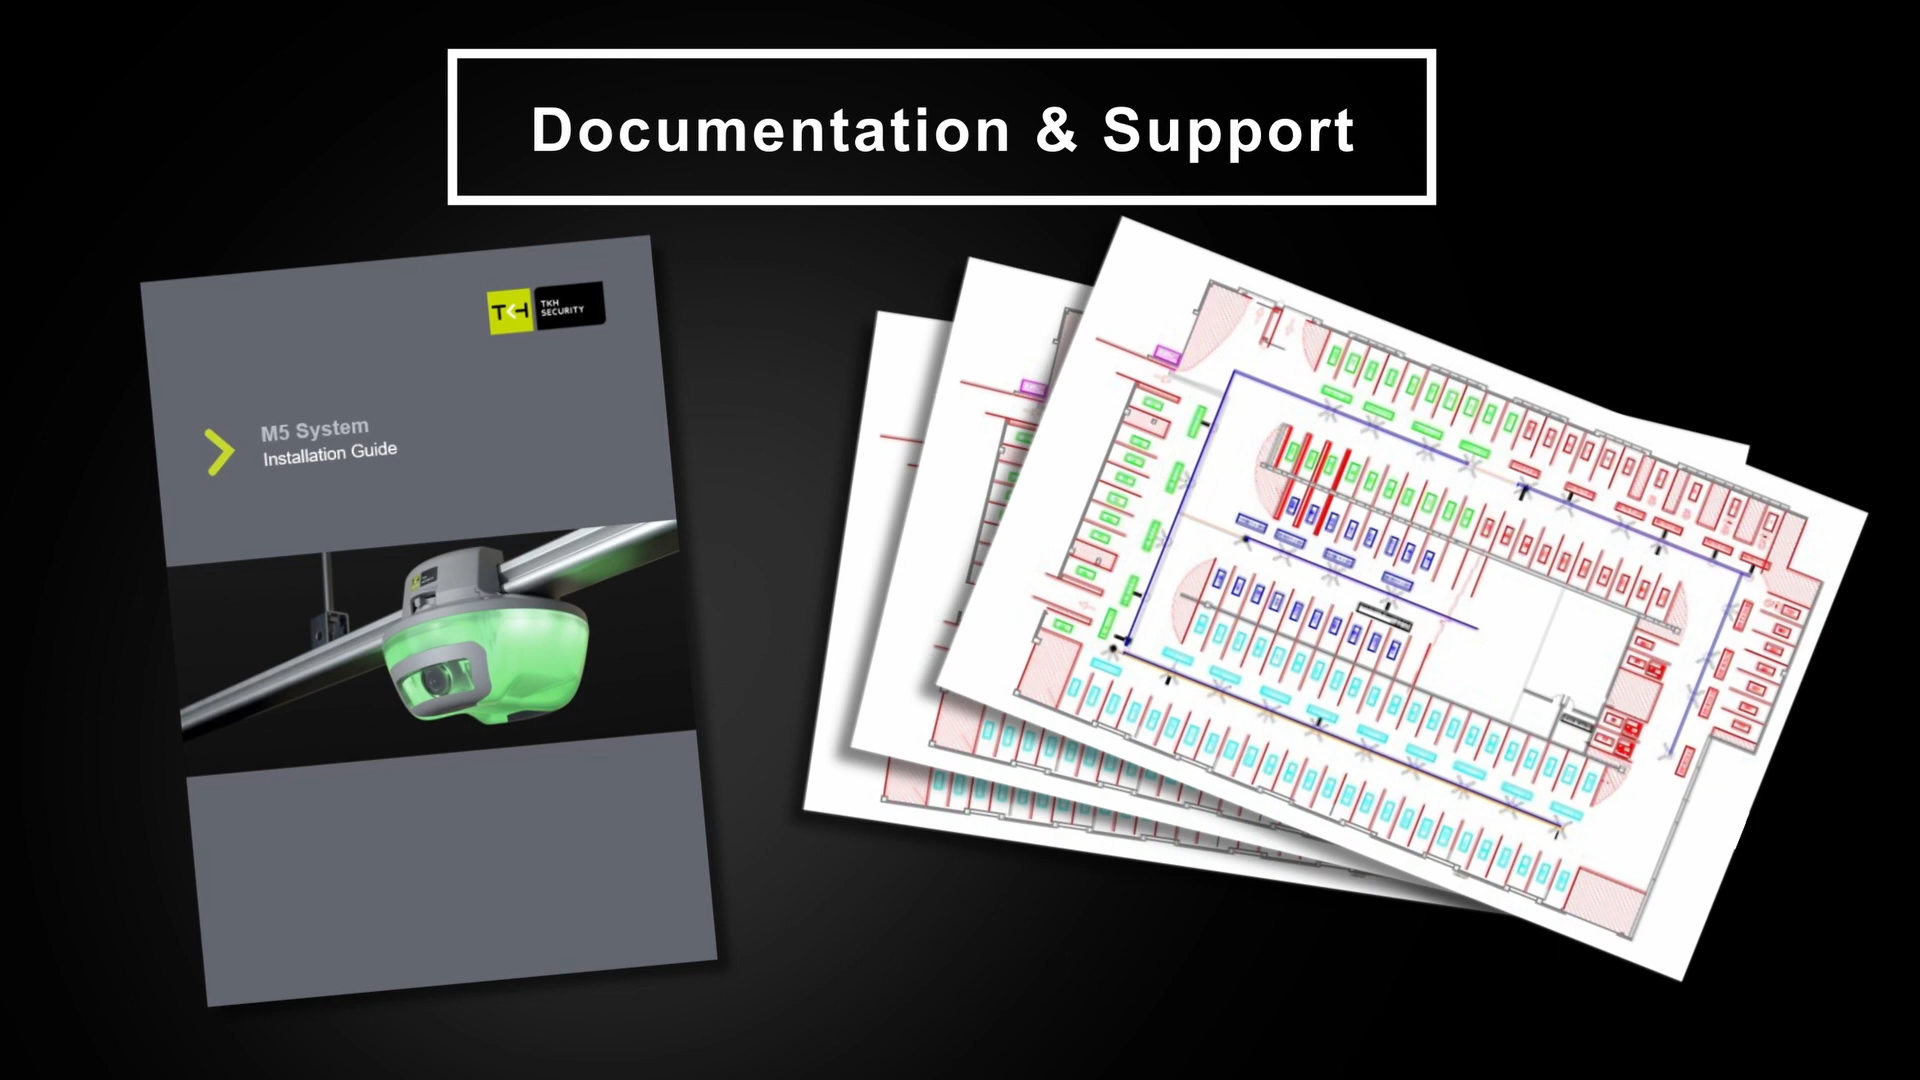 Documentation & Support
TKH
TKH
SECURITY
M5 System
Installation Guide